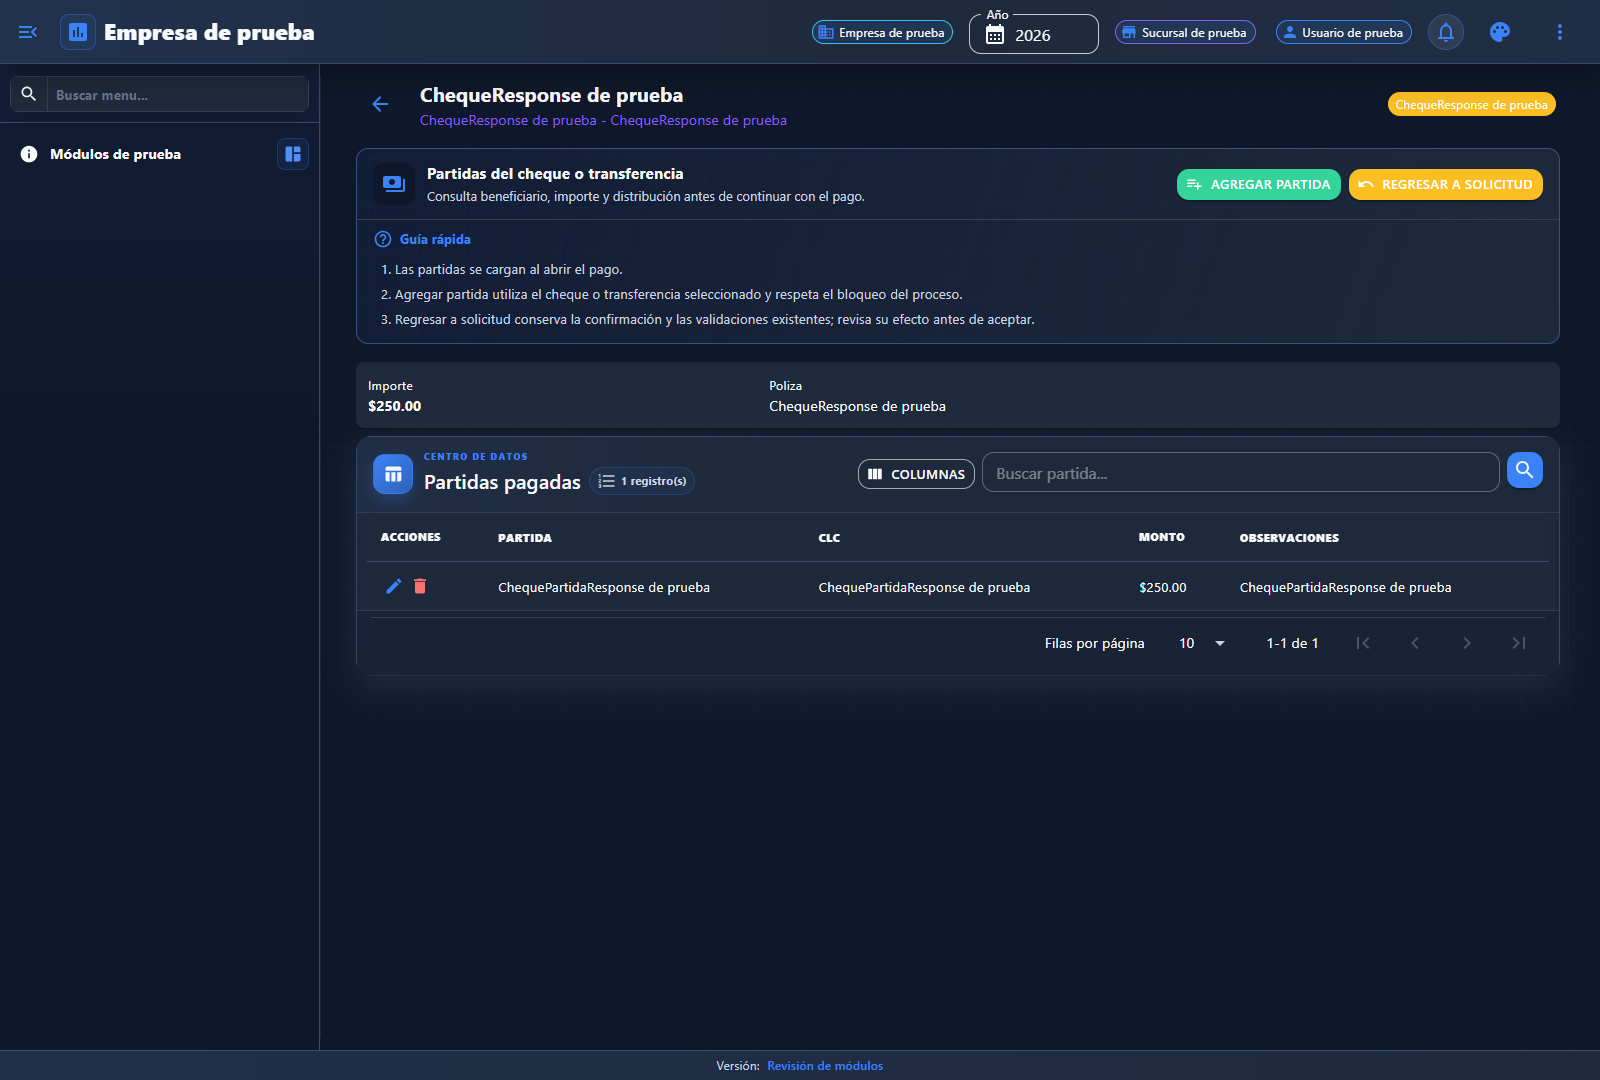 Empresa de prueba
Empresa de prueba
Año
2026
Sucursal de prueba
Usuario de prueba
Buscar menu...
Módulos de prueba
ChequeResponse de prueba
ChequeResponse de prueba - ChequeResponse de prueba
ChequeResponse de prueba
Partidas del cheque o transferencia
Consulta beneficiario, importe y distribución antes de continuar con el pago.
AGREGAR PARTIDA
REGRESAR A SOLICITUD
Guía rápida
1. Las partidas se cargan al abrir el pago.
2. Agregar partida utiliza el cheque o transferencia seleccionado y respeta el bloqueo del proceso.
3. Regresar a solicitud conserva la confirmación y las validaciones existentes; revisa su efecto antes de aceptar.
Importe
$250.00
Poliza
ChequeResponse de prueba
CENTRO DE DATOS
Partidas pagadas
1 registro(s)
COLUMNAS
Buscar partida...
ACCIONES PARTIDA CLC MONTO OBSERVACIONES
ChequePartidaResponse de prueba ChequePartidaResponse de prueba $250.00 ChequePartidaResponse de prueba
Filas por página 10 1-1 de 1
Versión: Revisión de módulos